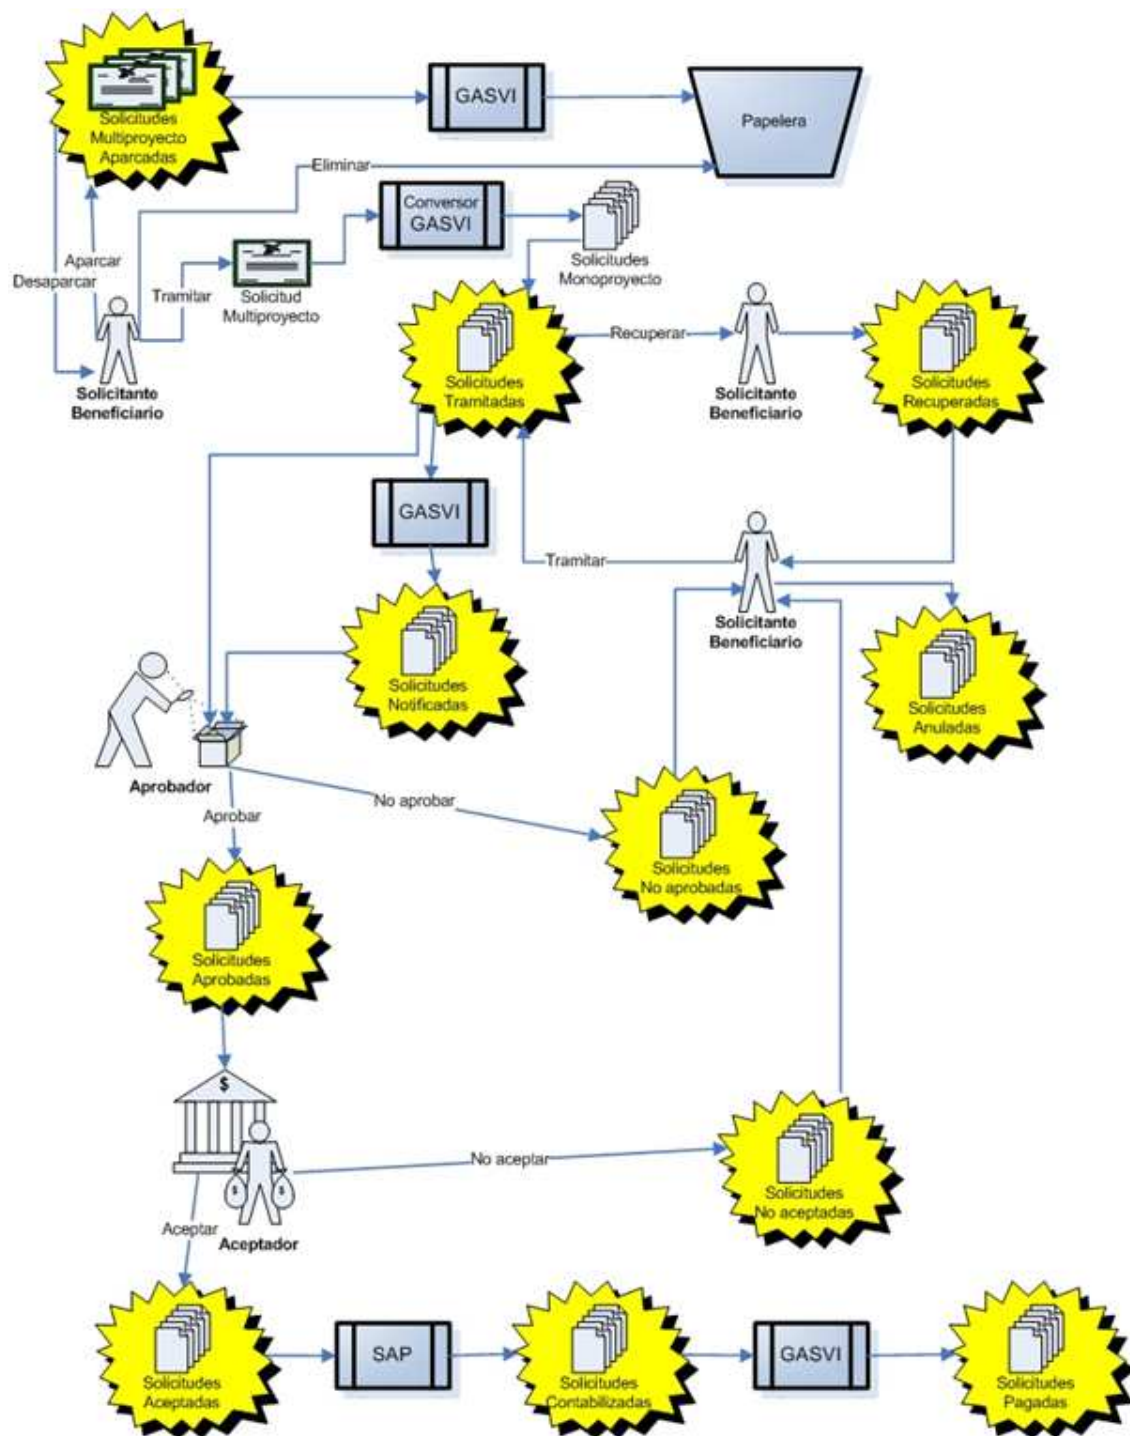 Solicitudes
Multiproyecto
Aparcadas
GASVI
Papelera
Eliminar
Conversor
GASVI
Solicitudes
Monoproyecto
Aparcar
Desaparcar
Tramitar
Solicitud
Multiproyecto
Solicitante
Beneficiario
Solicitudes
Tramitadas
Recuperar
Solicitante
Beneficiario
Solicitudes
Recuperadas
GASVI
Tramitar
Solicitante
Beneficiario
Solicitudes
Notificadas
Solicitudes
Anuladas
Aprobador
No aprobar
Aprobar
Solicitudes
No aprobadas
Solicitudes
Aprobadas
$
No aceptar
$
$
Solicitudes
No aceptadas
Aceptar
Aceptador
Solicitudes
Aceptadas
SAP
Solicitudes
Contabilizadas
GASVI
Solicitudes
Pagadas